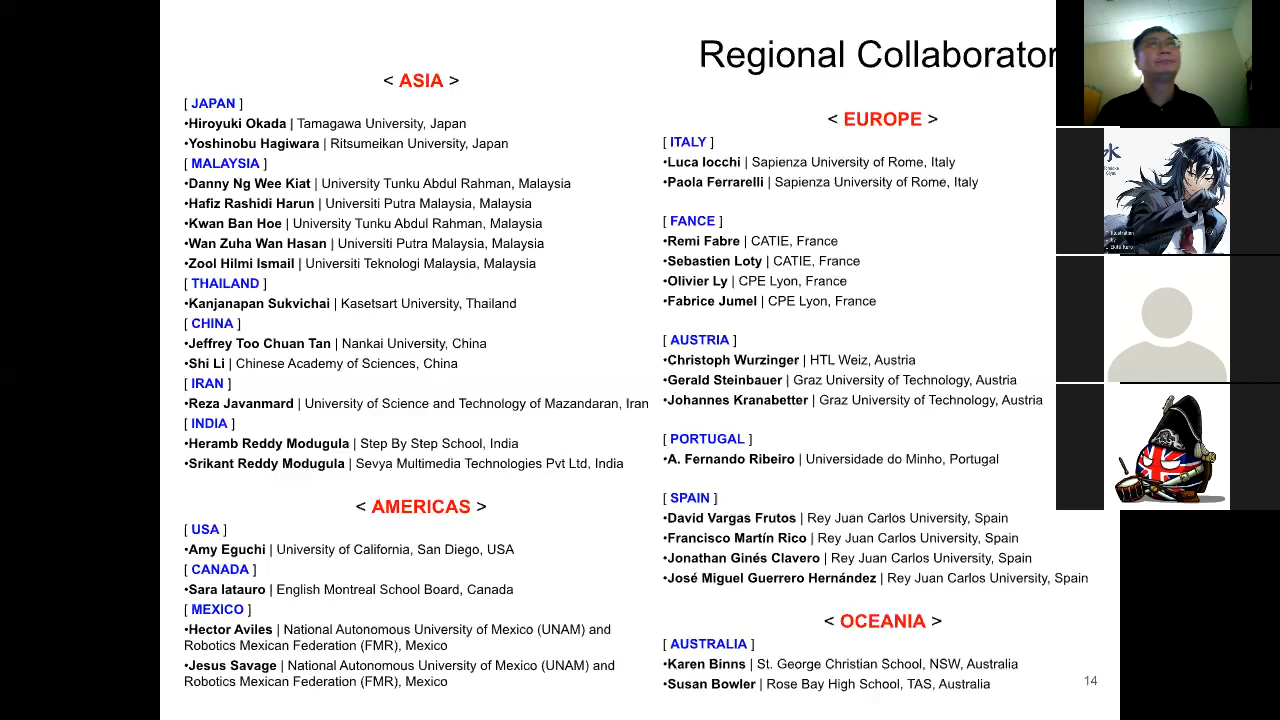 Regional Collaborator
< ASIA >
[ JAPAN ]
•Hiroyuki Okada | Tamagawa University, Japan
•Yoshinobu Hagiwara | Ritsumeikan University, Japan
[ MALAYSIA ]
•Danny Ng Wee Kiat | University Tunku Abdul Rahman, Malaysia
•Hafiz Rashidi Harun | Universiti Putra Malaysia, Malaysia
•Kwan Ban Hoe | University Tunku Abdul Rahman, Malaysia
•Wan Zuha Wan Hasan | Universiti Putra Malaysia, Malaysia
•Zool Hilmi Ismail | Universiti Teknologi Malaysia, Malaysia
[ THAILAND ]
•Kanjanapan Sukvichai | Kasetsart University, Thailand
[ CHINA ]
•Jeffrey Too Chuan Tan | Nankai University, China
•Shi Li | Chinese Academy of Sciences, China
[ IRAN ]
•Reza Javanmard | University of Science and Technology of Mazandaran, Iran
[ INDIA ]
•Heramb Reddy Modugula | Step By Step School, India
•Srikant Reddy Modugula | Sevya Multimedia Technologies Pvt Ltd, India
< AMERICAS >
[ USA ]
•Amy Eguchi | University of California, San Diego, USA
[ CANADA ]
•Sara Iatauro | English Montreal School Board, Canada
[ MEXICO ]
•Hector Aviles | National Autonomous University of Mexico (UNAM) and
Robotics Mexican Federation (FMR), Mexico
•Jesus Savage | National Autonomous University of Mexico (UNAM) and
Robotics Mexican Federation (FMR), Mexico
< EUROPE >
[ ITALY ]
•Luca Iocchi | Sapienza University of Rome, Italy
•Paola Ferrarelli | Sapienza University of Rome, Italy
[ FANCE ]
•Remi Fabre | CATIE, France
•Sebastien Loty | CATIE, France
•Olivier Ly | CPE Lyon, France
•Fabrice Jumel | CPE Lyon, France
[ AUSTRIA ]
•Christoph Wurzinger | HTL Weiz, Austria
•Gerald Steinbauer | Graz University of Technology, Austria
•Johannes Kranabetter | Graz University of Technology, Austria
[ PORTUGAL ]
•A. Fernando Ribeiro | Universidade do Minho, Portugal
[ SPAIN ]
•David Vargas Frutos | Rey Juan Carlos University, Spain
•Francisco Martín Rico | Rey Juan Carlos University, Spain
•Jonathan Ginés Clavero | Rey Juan Carlos University, Spain
•José Miguel Guerrero Hernández | Rey Juan Carlos University, Spain
< OCEANIA >
[ AUSTRALIA ]
•Karen Binns | St. George Christian School, NSW, Australia
•Susan Bowler | Rose Bay High School, TAS, Australia
14
水
Illustration
by